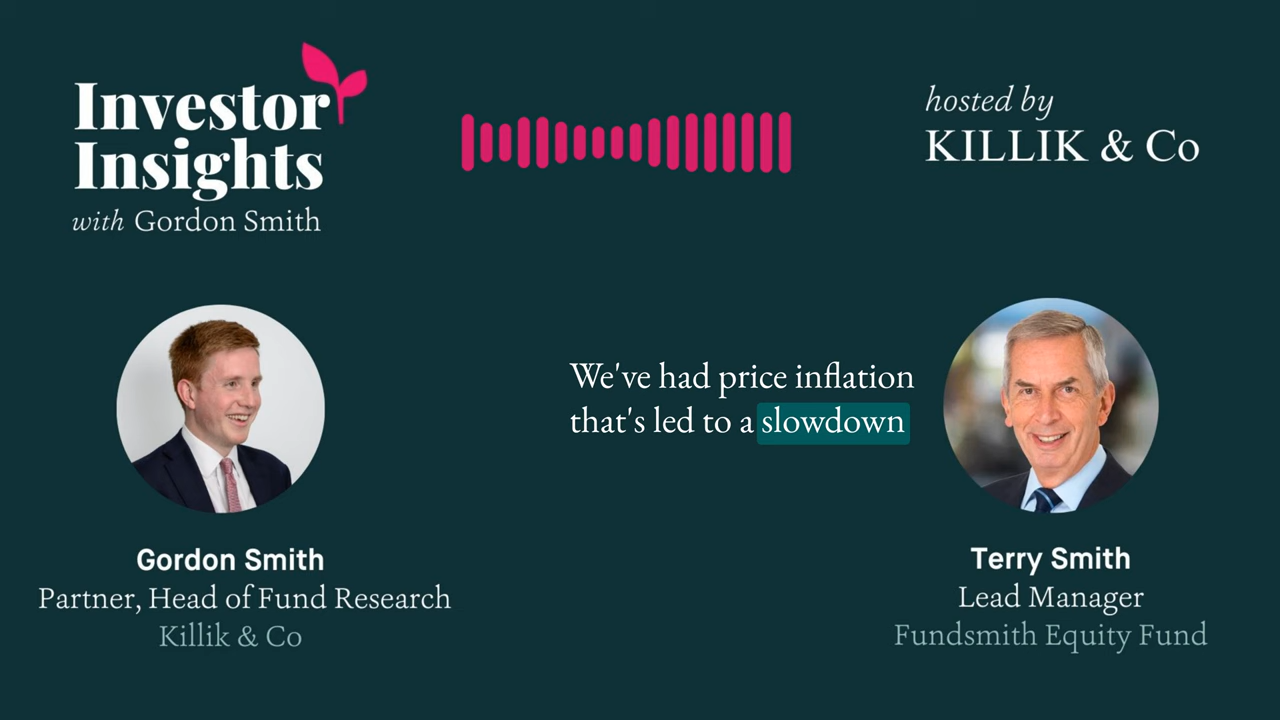 Investor
Insights
with Gordon Smith
hosted by
KILLIK & Co
We've had price inflation
that's led to a slowdown
Gordon Smith
Partner, Head of Fund Research
Killik & Co
Terry Smith
Lead Manager
Fundsmith Equity Fund